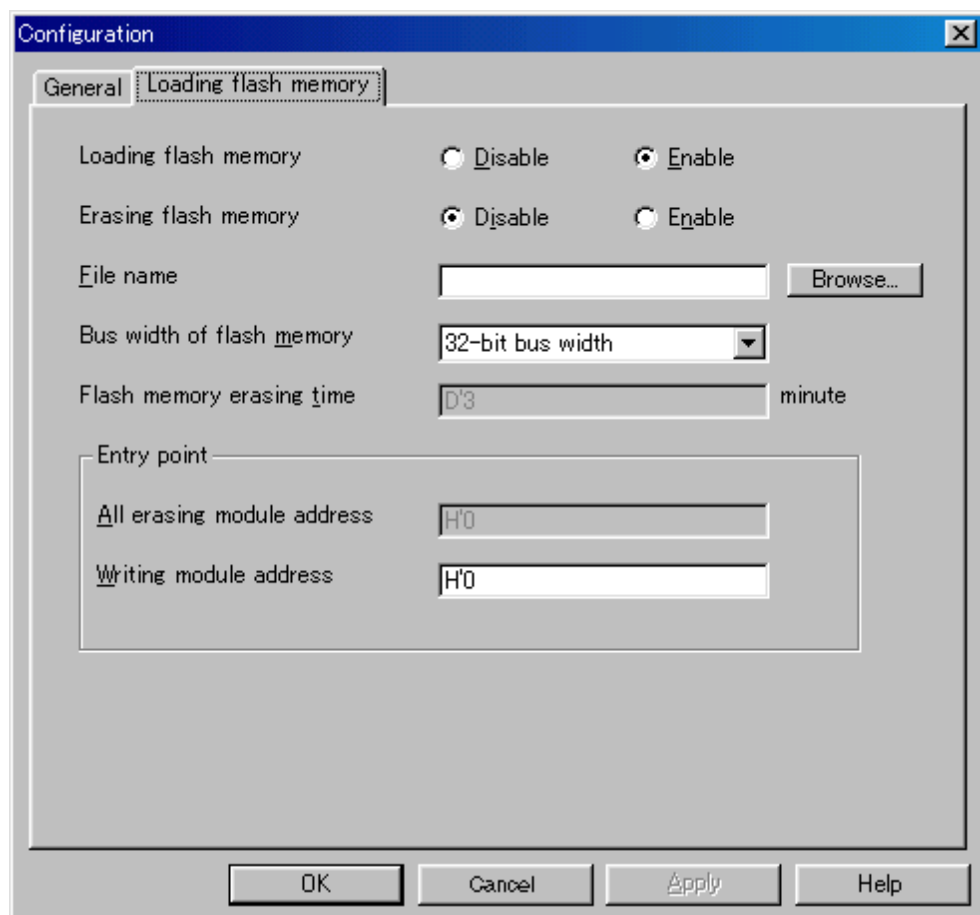 Configuration
General Loading flash memory
Loading flash memory Disable Enable
Erasing flash memory Disable Enable
File name Browse...
Bus width of flash memory 32-bit bus width
Flash memory erasing time D'3 minute
Entry point
All erasing module address H'0
Writing module address H'0
OK Cancel Apply Help